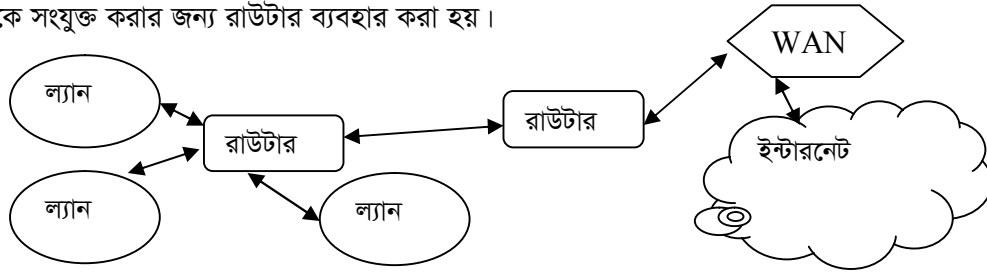 কে সংযুক্ত করার জন্য রাউটার ব্যবহার করা হয়।
WAN
ল্যান
রাউটার
রাউটার
ইন্টারনেট
ল্যান
ল্যান